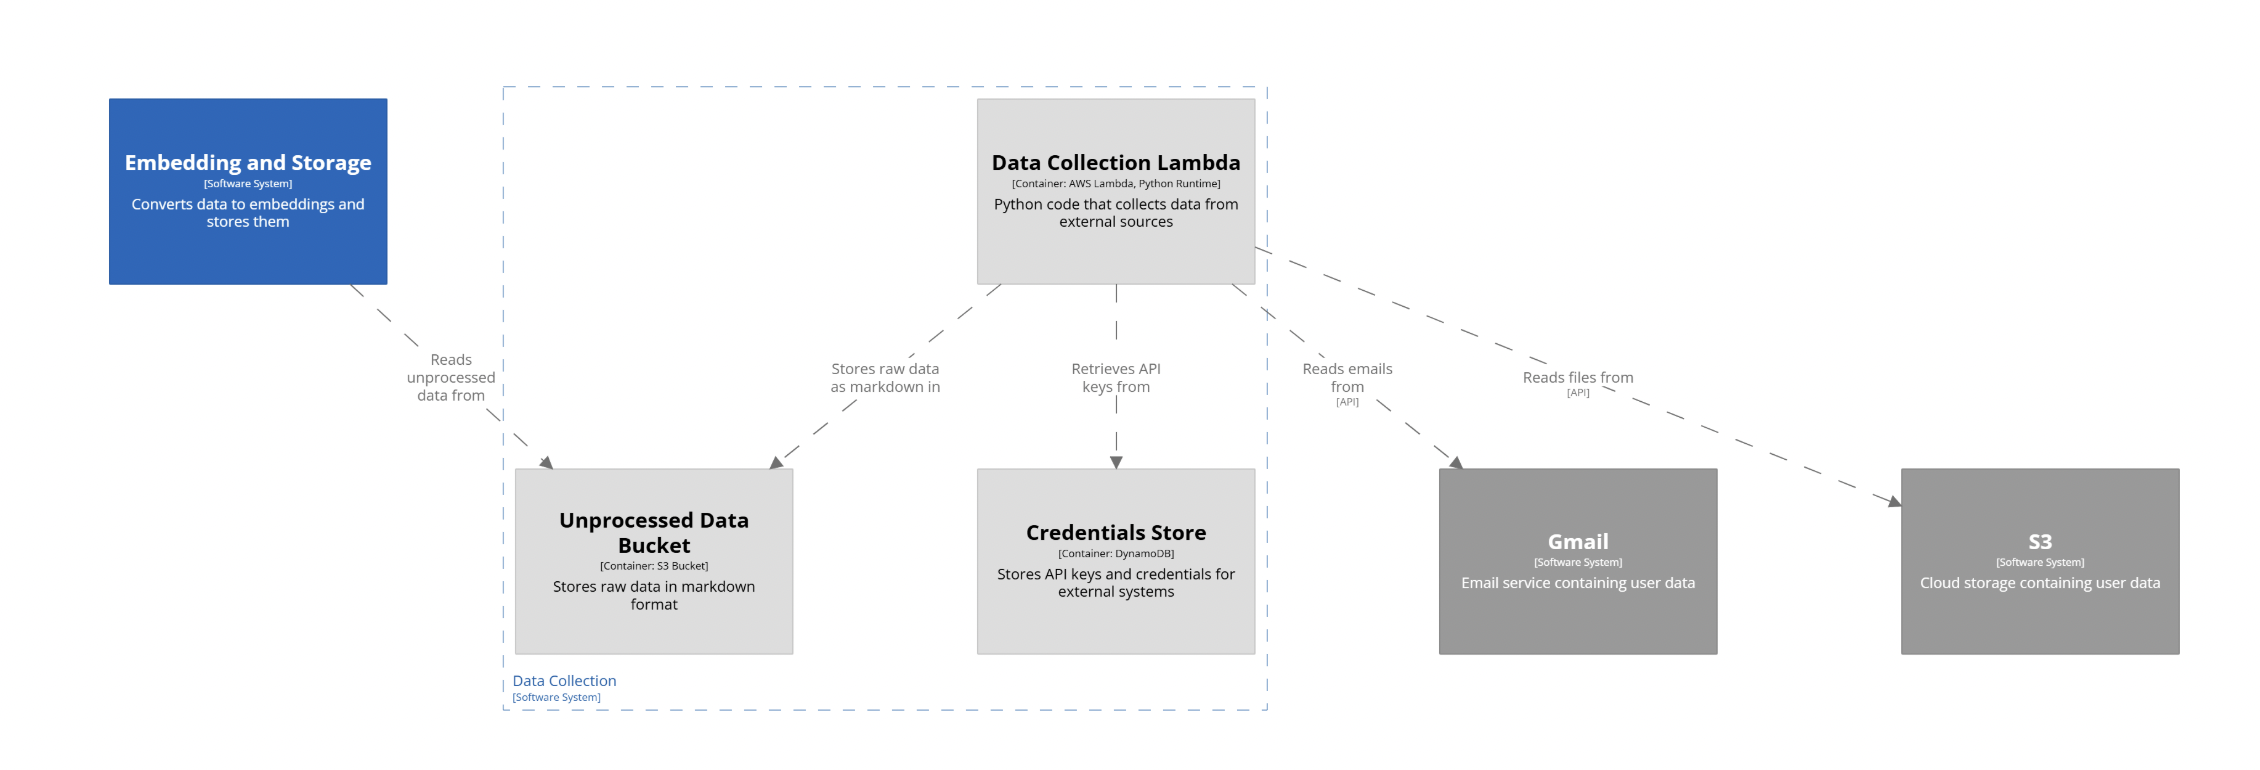 Embedding and Storage
[Software System]
Converts data to embeddings and
stores them
Data Collection Lambda
[Container: AWS Lambda, Python Runtime]
Python code that collects data from
external sources
Reads
unprocessed
data from
Stores raw data
as markdown in
Retrieves API
keys from
Reads emails
from
[API]
Reads files from
[API]
Unprocessed Data
Bucket
[Container: S3 Bucket]
Stores raw data in markdown
format
Credentials Store
[Container: DynamoDB]
Stores API keys and credentials for
external systems
Gmail
[Software System]
Email service containing user data
S3
[Software System]
Cloud storage containing user data
Data Collection
[Software System]